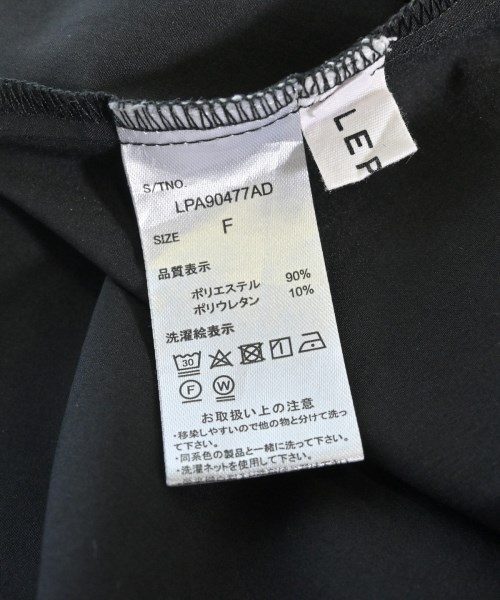 S/TNO.
LPA90477AD
SIZE F
品質表示
ポリエステル 90%
ポリウレタン 10%
洗濯絵表示
30
F W
お取扱い上の注意
・移染しやすいので他の物と分けて洗っ
て下さい。
・同系色の製品と一緒に洗って下さい。
・洗濯ネットを使用して下さい。
LEP